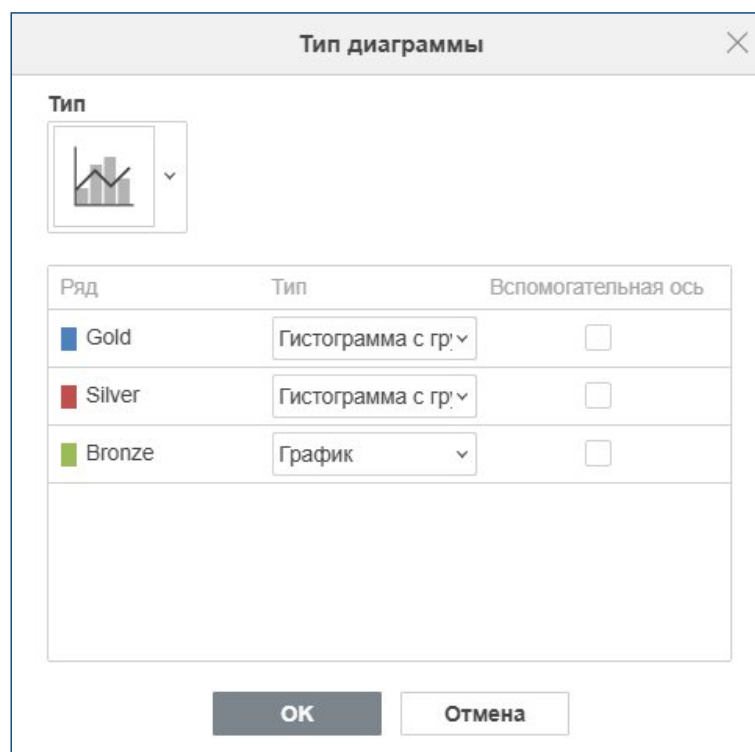 Тип диаграммы
Тип
Ряд Тип Вспомогательная ось
Gold Гистограмма с гр
Silver Гистограмма с гр
Bronze График
OK Отмена